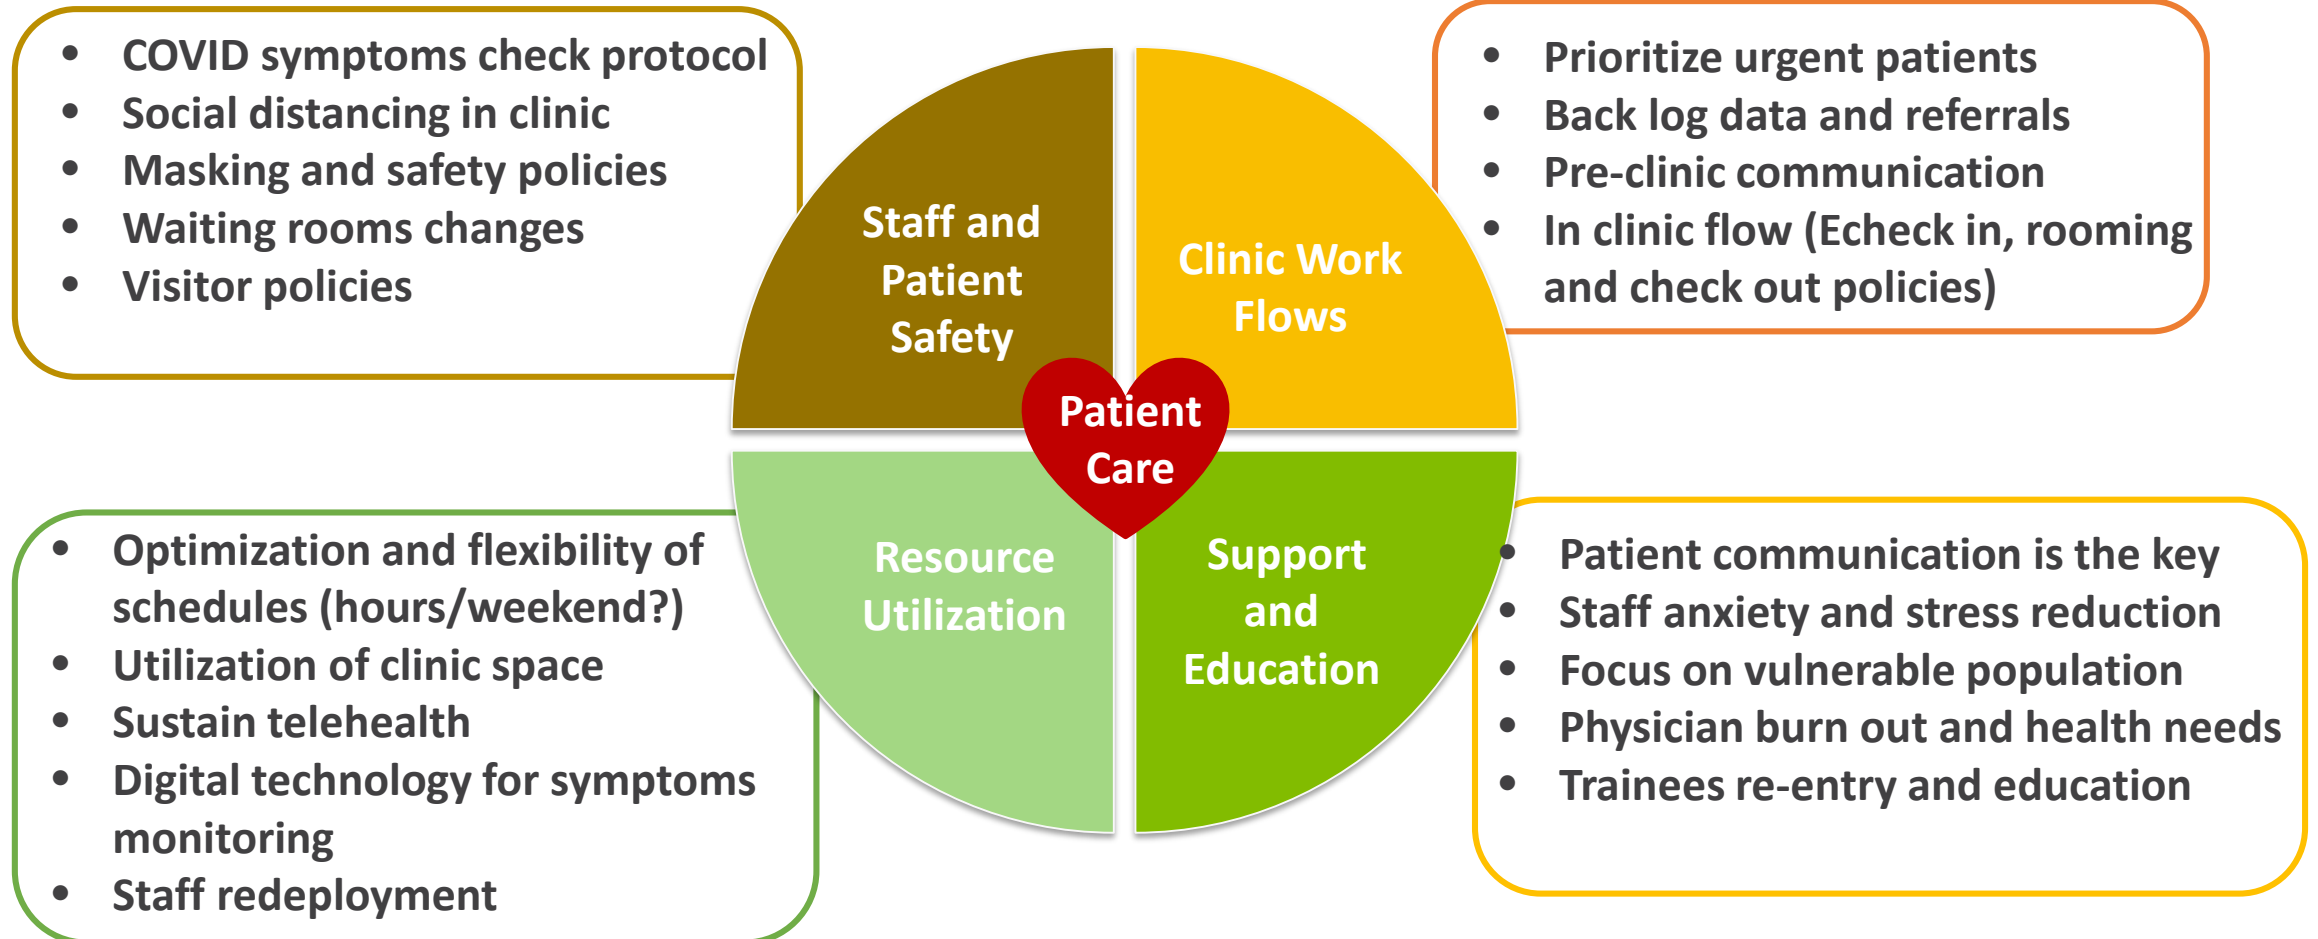 • COVID symptoms check protocol
• Social distancing in clinic
• Masking and safety policies
• Waiting rooms changes
• Visitor policies
Staff and
Patient
Safety
Clinic Work
Flows
• Prioritize urgent patients
• Back log data and referrals
• Pre-clinic communication
• In clinic flow (Echeck in, rooming
and check out policies)
Patient
Care
• Optimization and flexibility of
schedules (hours/weekend?)
• Utilization of clinic space
• Sustain telehealth
• Digital technology for symptoms
monitoring
• Staff redeployment
Resource
Utilization
Support
and
Education
• Patient communication is the key
• Staff anxiety and stress reduction
• Focus on vulnerable population
• Physician burn out and health needs
• Trainees re-entry and education